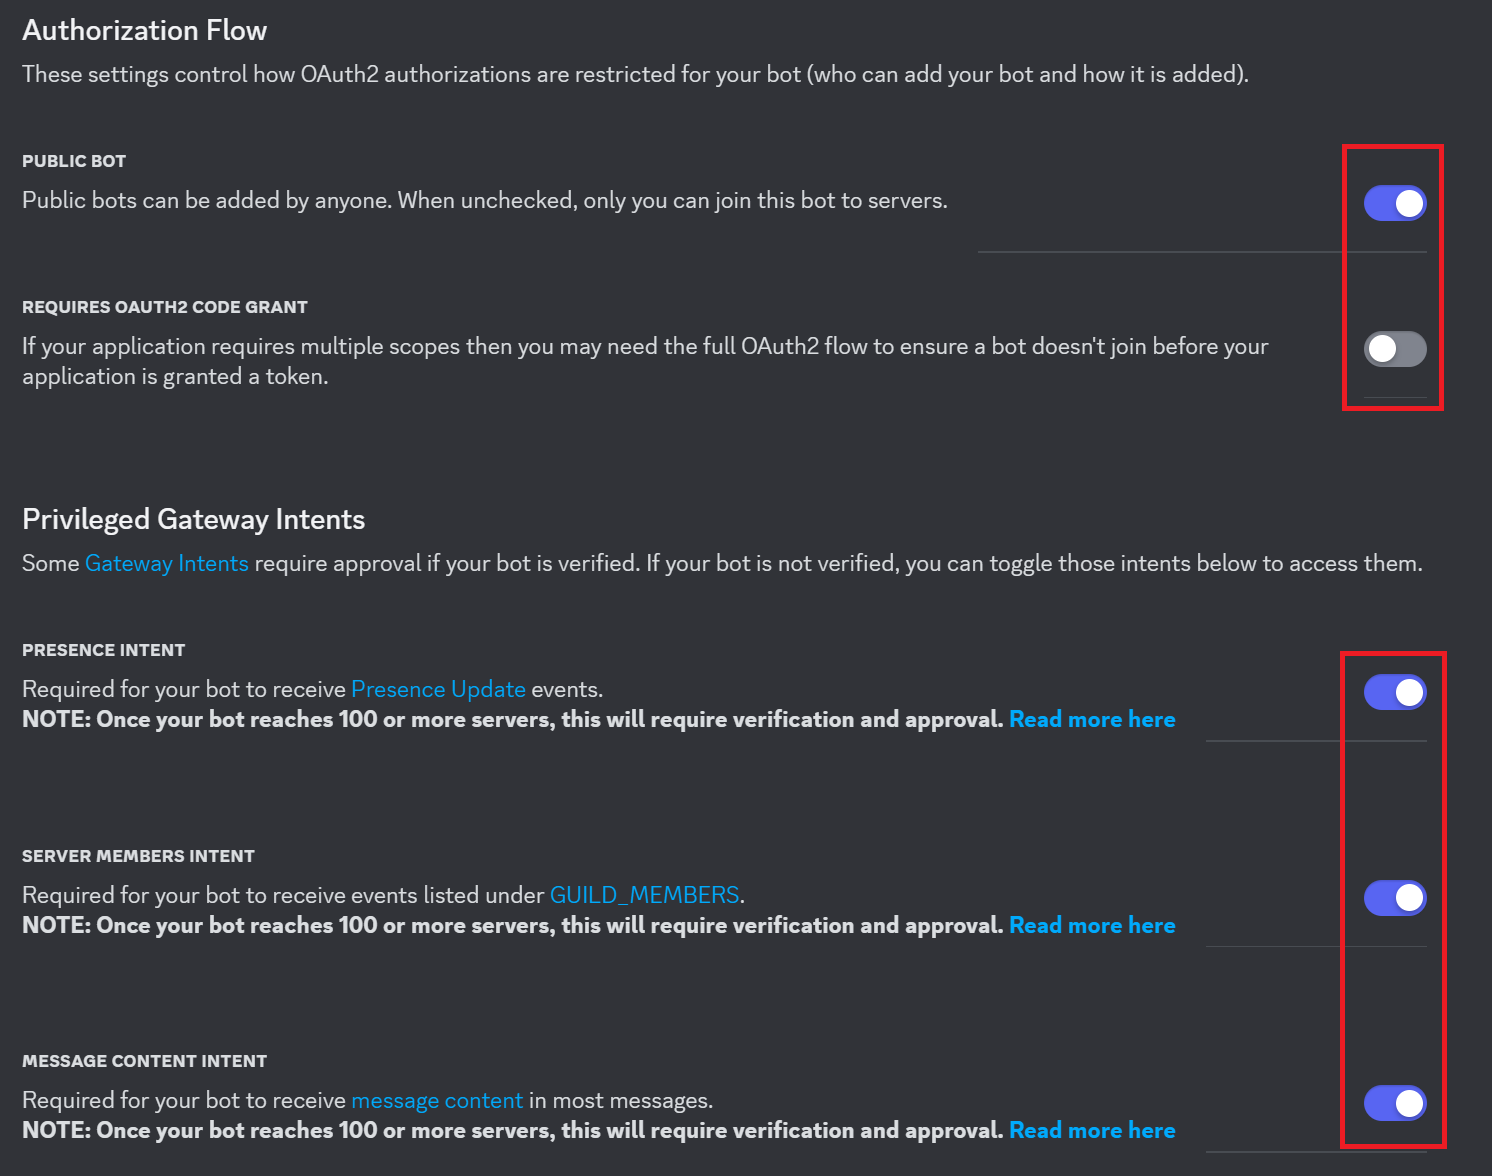 Authorization Flow
These settings control how OAuth2 authorizations are restricted for your bot (who can add your bot and how it is added).
PUBLIC BOT
Public bots can be added by anyone. When unchecked, only you can join this bot to servers.
REQUIRES OAUTH2 CODE GRANT
If your application requires multiple scopes then you may need the full OAuth2 flow to ensure a bot doesn't join before your
application is granted a token.
Privileged Gateway Intents
Some Gateway Intents require approval if your bot is verified. If your bot is not verified, you can toggle those intents below to access them.
PRESENCE INTENT
Required for your bot to receive Presence Update events.
NOTE: Once your bot reaches 100 or more servers, this will require verification and approval. Read more here
SERVER MEMBERS INTENT
Required for your bot to receive events listed under GUILD_MEMBERS.
NOTE: Once your bot reaches 100 or more servers, this will require verification and approval. Read more here
MESSAGE CONTENT INTENT
Required for your bot to receive message content in most messages.
NOTE: Once your bot reaches 100 or more servers, this will require verification and approval. Read more here